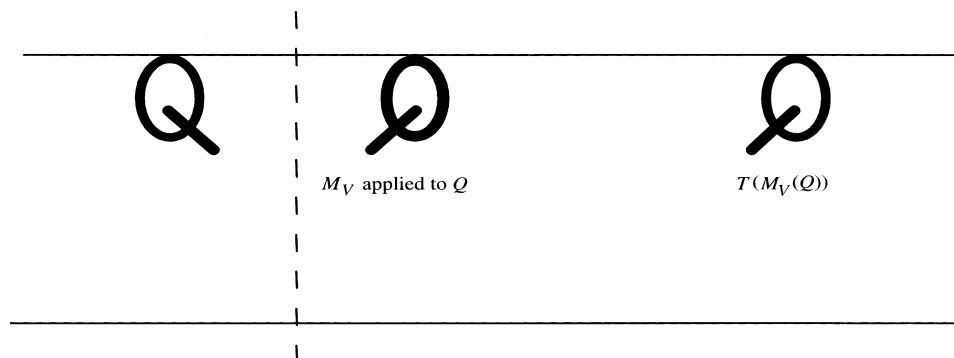 Q Q Q
M_V applied to Q T(M_V(Q))